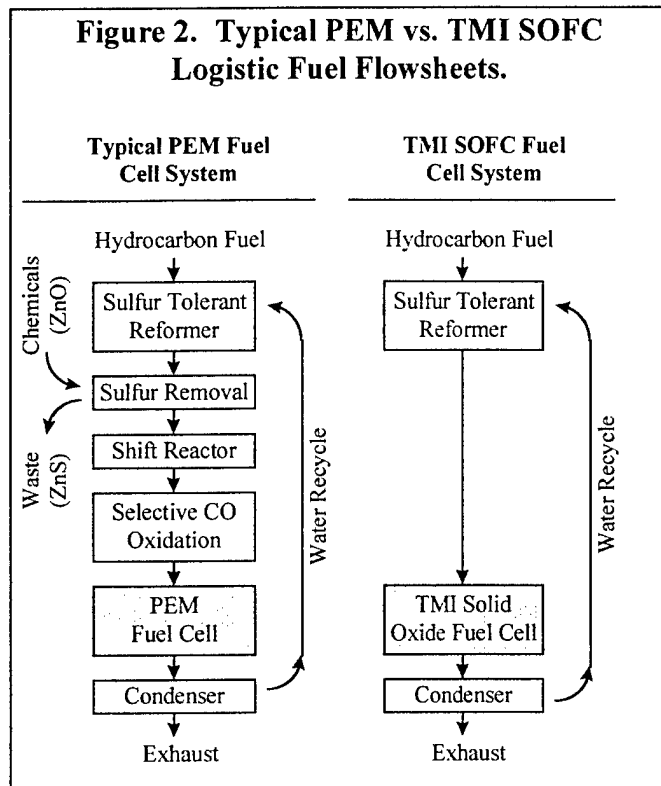 Figure 2. Typical PEM vs. TMI SOFC
Logistic Fuel Flowsheets.
Typical PEM Fuel
Cell System
Hydrocarbon Fuel
Chemicals
(ZnO)
Sulfur Tolerant
Reformer
Sulfur Removal
Waste
(ZnS)
Shift Reactor
Selective CO
Oxidation
PEM
Fuel Cell
Condenser
Exhaust
Water Recycle
TMI SOFC Fuel
Cell System
Hydrocarbon Fuel
Sulfur Tolerant
Reformer
TMI Solid
Oxide Fuel Cell
Condenser
Exhaust
Water Recycle